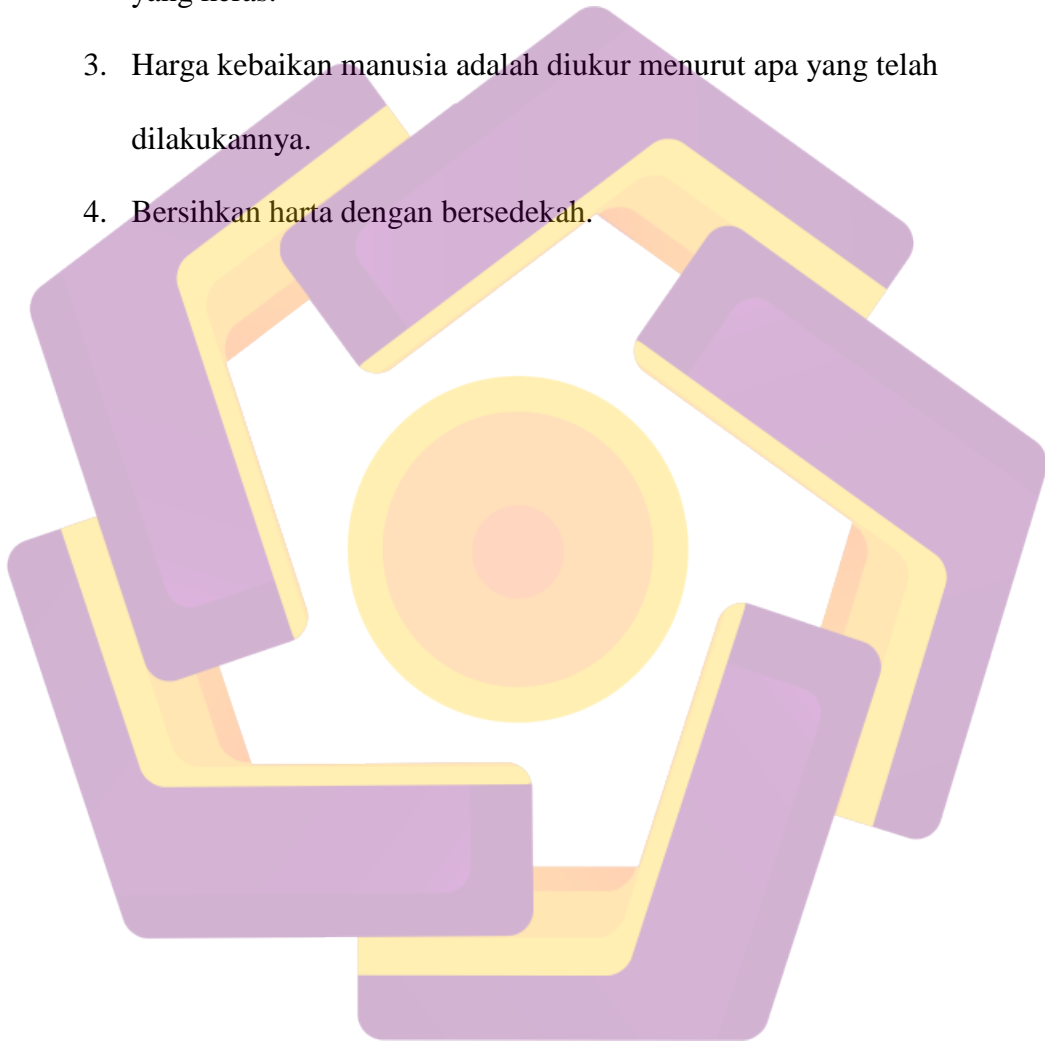 3. Harga kebaikan manusia adalah diukur menurut apa yang telah
dilakukannya.
4. Bersihkan harta dengan bersedekah.